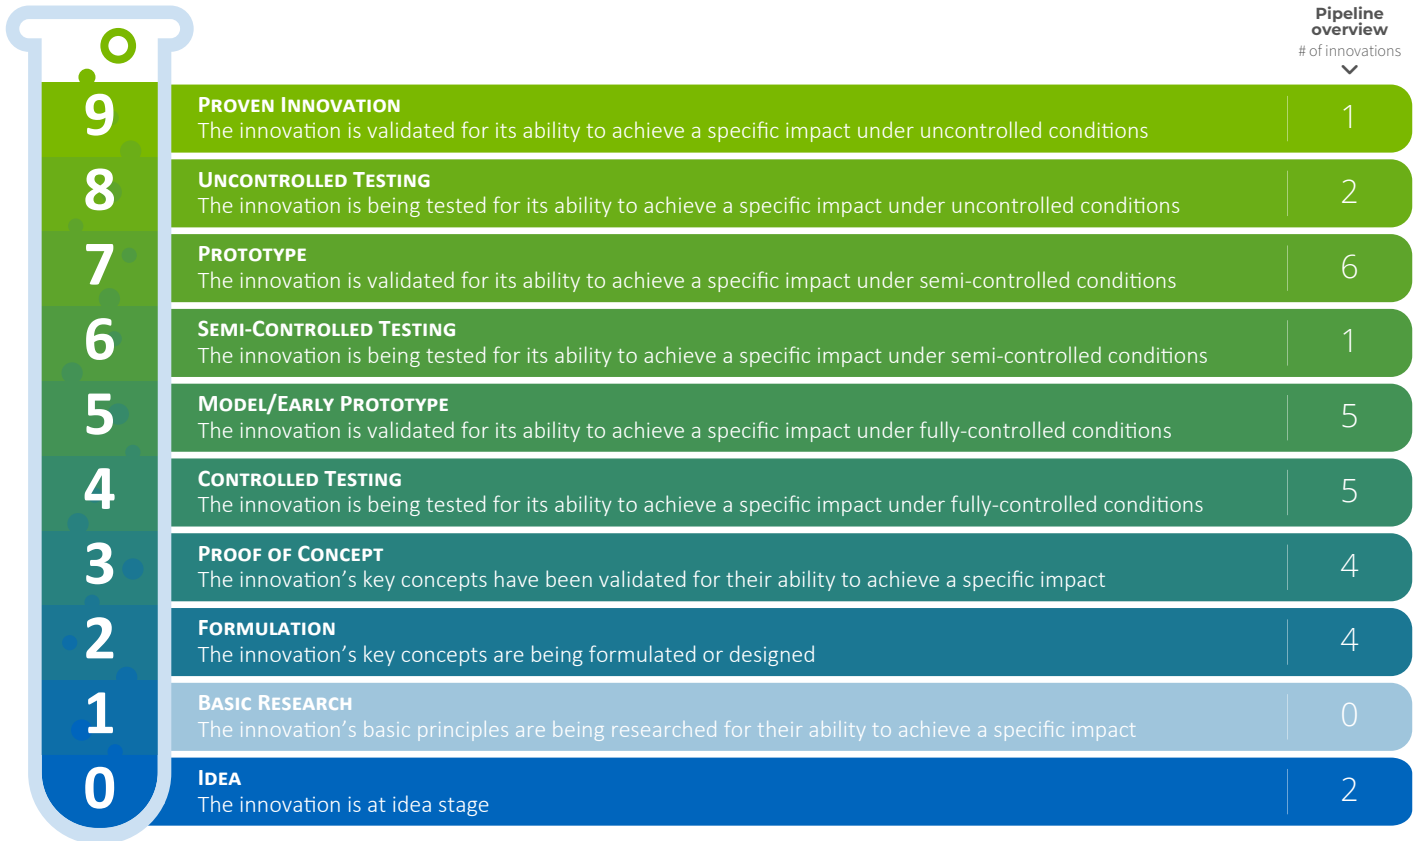 Pipeline
overview
# of innovations
9
PROVEN INNOVATION
The innovation is validated for its ability to achieve a specific impact under uncontrolled conditions
1
8
UNCONTROLLED TESTING
The innovation is being tested for its ability to achieve a specific impact under uncontrolled conditions
2
7
PROTOTYPE
The innovation is validated for its ability to achieve a specific impact under semi-controlled conditions
6
6
SEMI-CONTROLLED TESTING
The innovation is being tested for its ability to achieve a specific impact under semi-controlled conditions
1
5
MODEL/EARLY PROTOTYPE
The innovation is validated for its ability to achieve a specific impact under fully-controlled conditions
5
4
CONTROLLED TESTING
The innovation is being tested for its ability to achieve a specific impact under fully-controlled conditions
5
3
PROOF OF CONCEPT
The innovation's key concepts have been validated for their ability to achieve a specific impact
4
2
FORMULATION
The innovation's key concepts are being formulated or designed
4
1
BASIC RESEARCH
The innovation's basic principles are being researched for their ability to achieve a specific impact
0
0
IDEA
The innovation is at idea stage
2